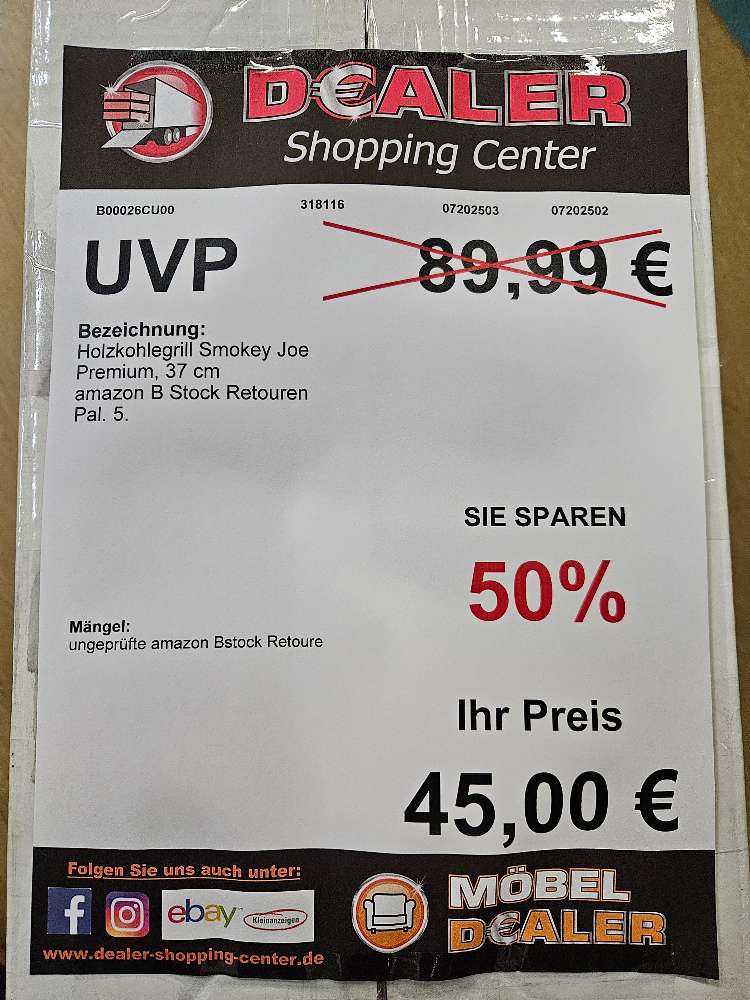 DEALER
Shopping Center
B00026CU00 318116 07202503 07202502
UVP 89,99 €
Bezeichnung:
Holzkohlegrill Smokey Joe
Premium, 37 cm
amazon B Stock Retouren
Pal. 5.
SIE SPAREN
50%
Mängel:
ungeprüfte amazon Bstock Retoure
Ihr Preis
45,00 €
Folgen Sie uns auch unter:
f ebay Kleinanzeigen
www.dealer-shopping-center.de
MÖBEL
D€ALER